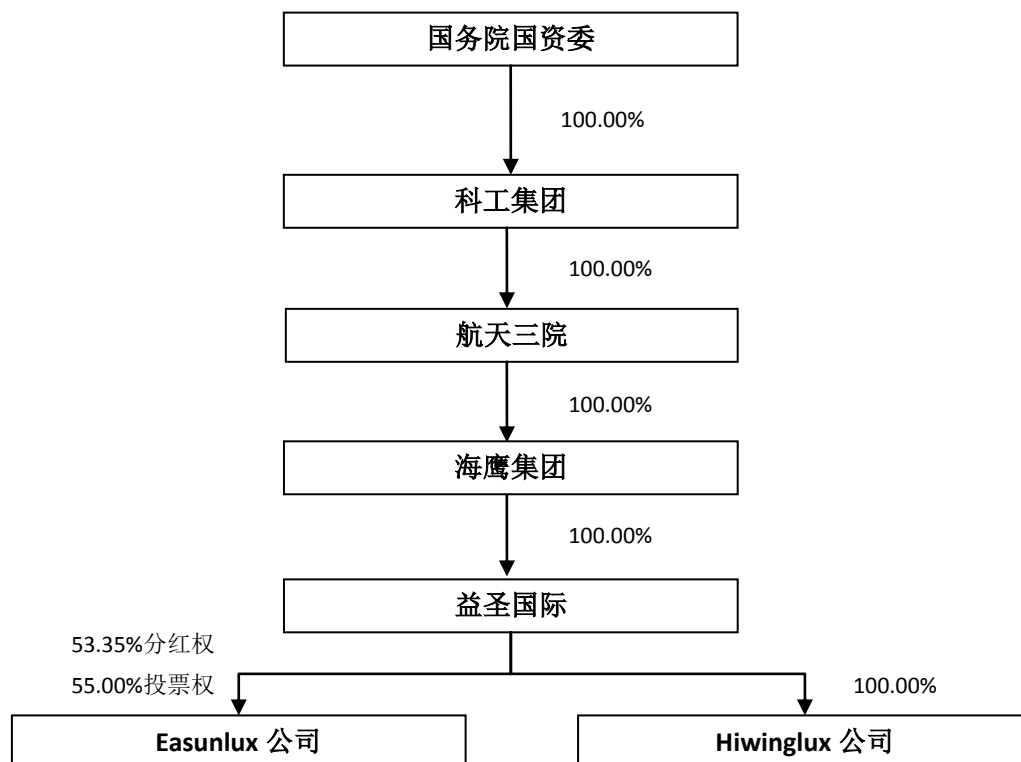 国务院国资委
100.00%
科工集团
100.00%
航天三院
100.00%
海鹰集团
100.00%
益圣国际
53.35%分红权
55.00%投票权
100.00%
Easunlux 公司
Hiwinglux 公司